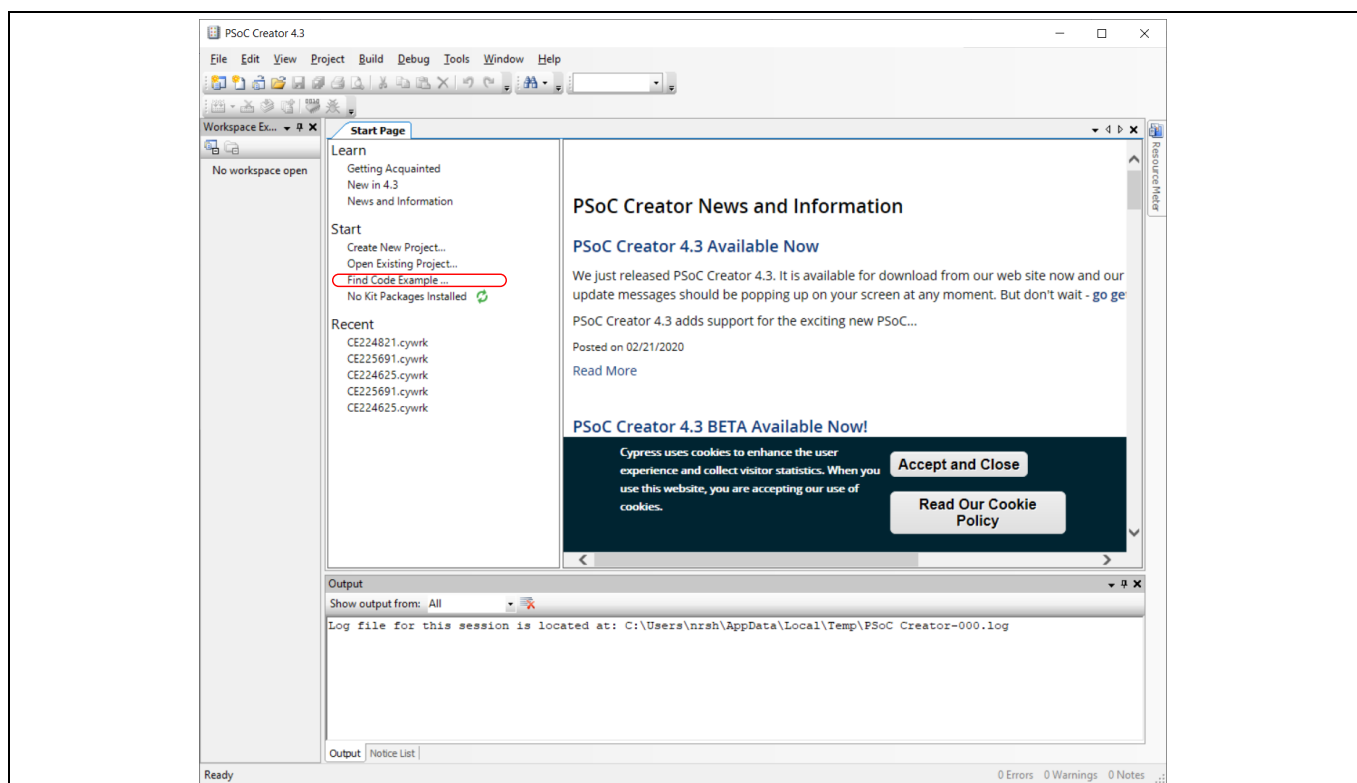 PSoC Creator 4.3
File Edit View Project Build Debug Tools Window Help
Workspace Ex...
No workspace open
Start Page
Learn
Getting Acquainted
New in 4.3
News and Information
Start
Create New Project...
Open Existing Project...
Find Code Example ...
No Kit Packages Installed
Recent
CE224821.cywrk
CE225691.cywrk
CE224625.cywrk
CE225691.cywrk
CE224625.cywrk
PSoC Creator News and Information
PSoC Creator 4.3 Available Now
We just released PSoC Creator 4.3. It is available for download from our web site now and our
update messages should be popping up on your screen at any moment. But don't wait - go ge
PSoC Creator 4.3 adds support for the exciting new PSoC...
Posted on 02/21/2020
Read More
PSoC Creator 4.3 BETA Available Now!
Cypress uses cookies to enhance the user
experience and collect visitor statistics. When you
use this website, you are accepting our use of
cookies.
Accept and Close
Read Our Cookie
Policy
Resource Meter
Output
Show output from: All
Log file for this session is located at: C:\Users\nrsh\AppData\Local\Temp\PSoC Creator-000.log
Output Notice List
Ready
0 Errors 0 Warnings 0 Notes